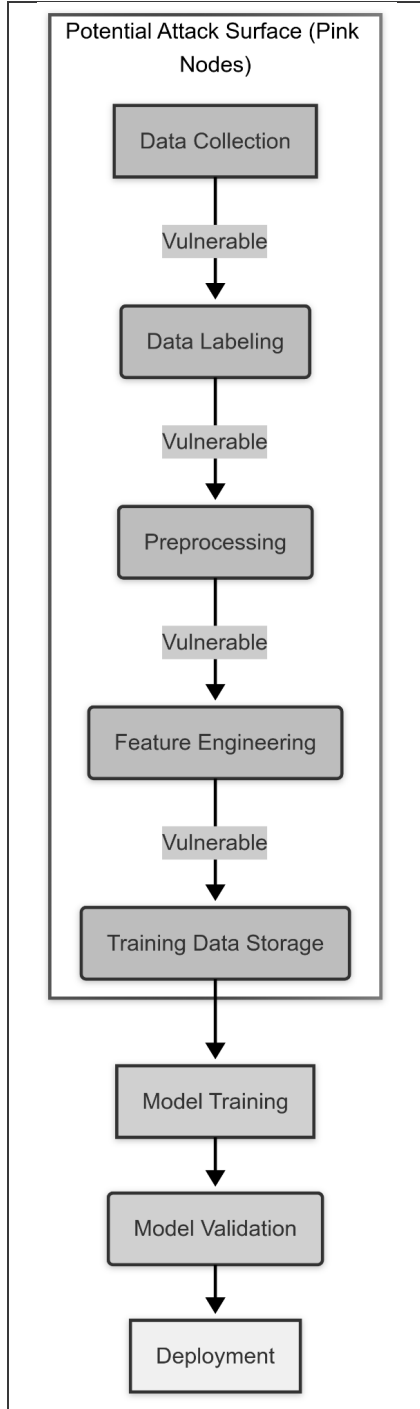 Potential Attack Surface (Pink
Nodes)
Data Collection
Vulnerable
Data Labeling
Vulnerable
Preprocessing
Vulnerable
Feature Engineering
Vulnerable
Training Data Storage
Model Training
Model Validation
Deployment